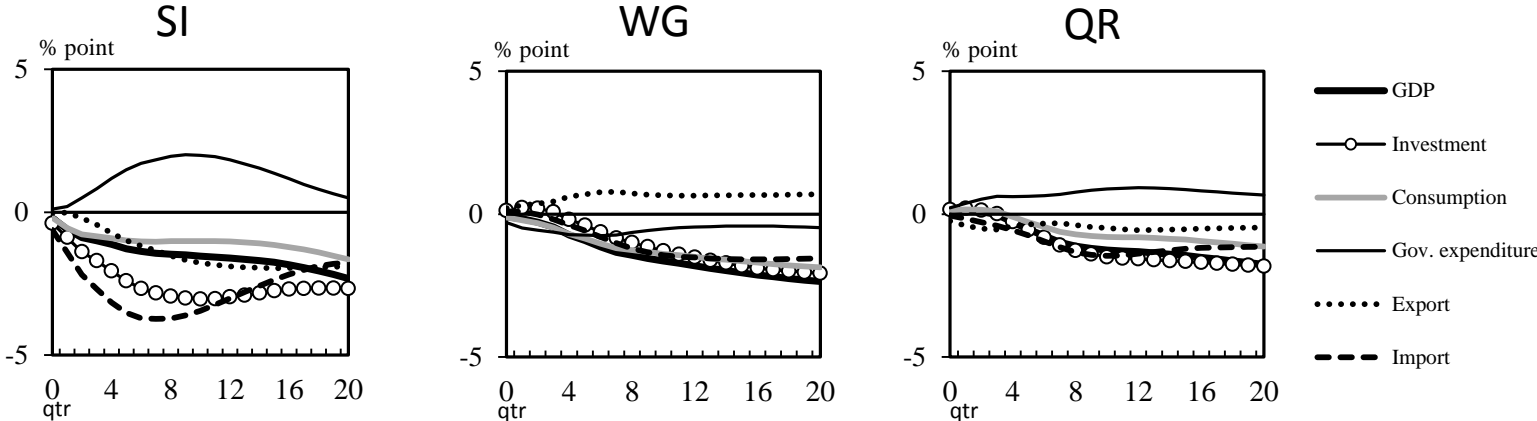 SI
% point
5
0
-5
0 4 8 12 16 20
qtr
WG
% point
5
0
-5
0 4 8 12 16 20
qtr
QR
% point
5
0
-5
0 4 8 12 16 20
qtr
GDP
Investment
Consumption
Gov. expenditure
Export
Import